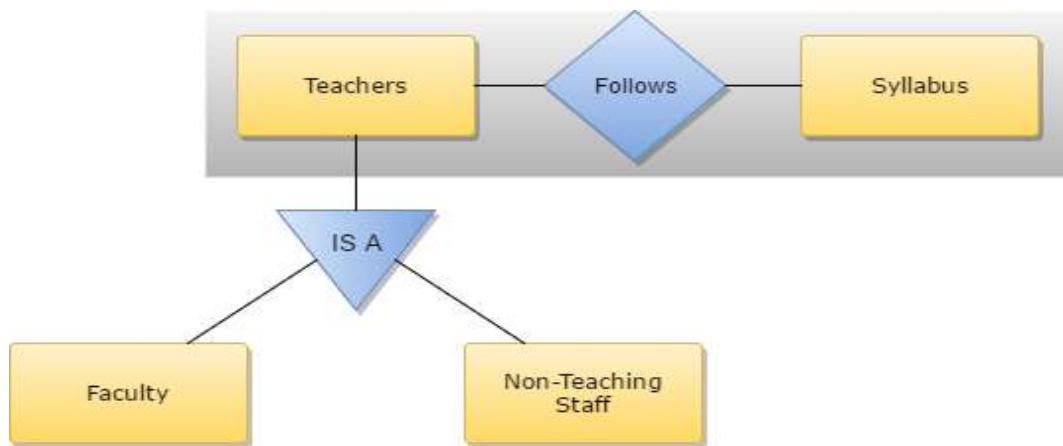 Teachers
Follows
Syllabus
IS A
Faculty
Non-Teaching
Staff